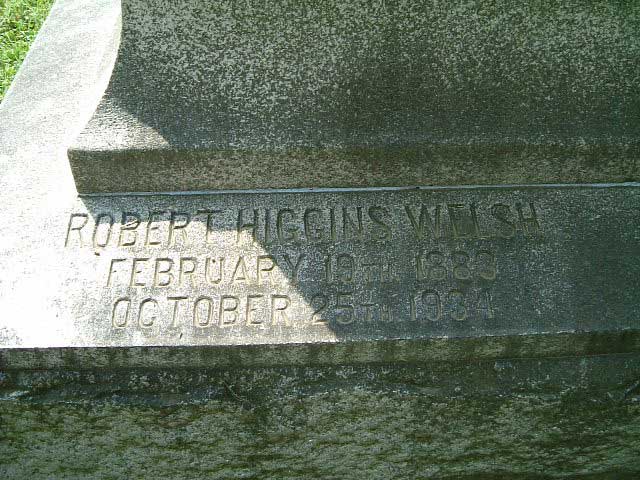 ROBERT HIGGINS WELSH
FEBRUARY 19TH 1883
OCTOBER 25TH 1934